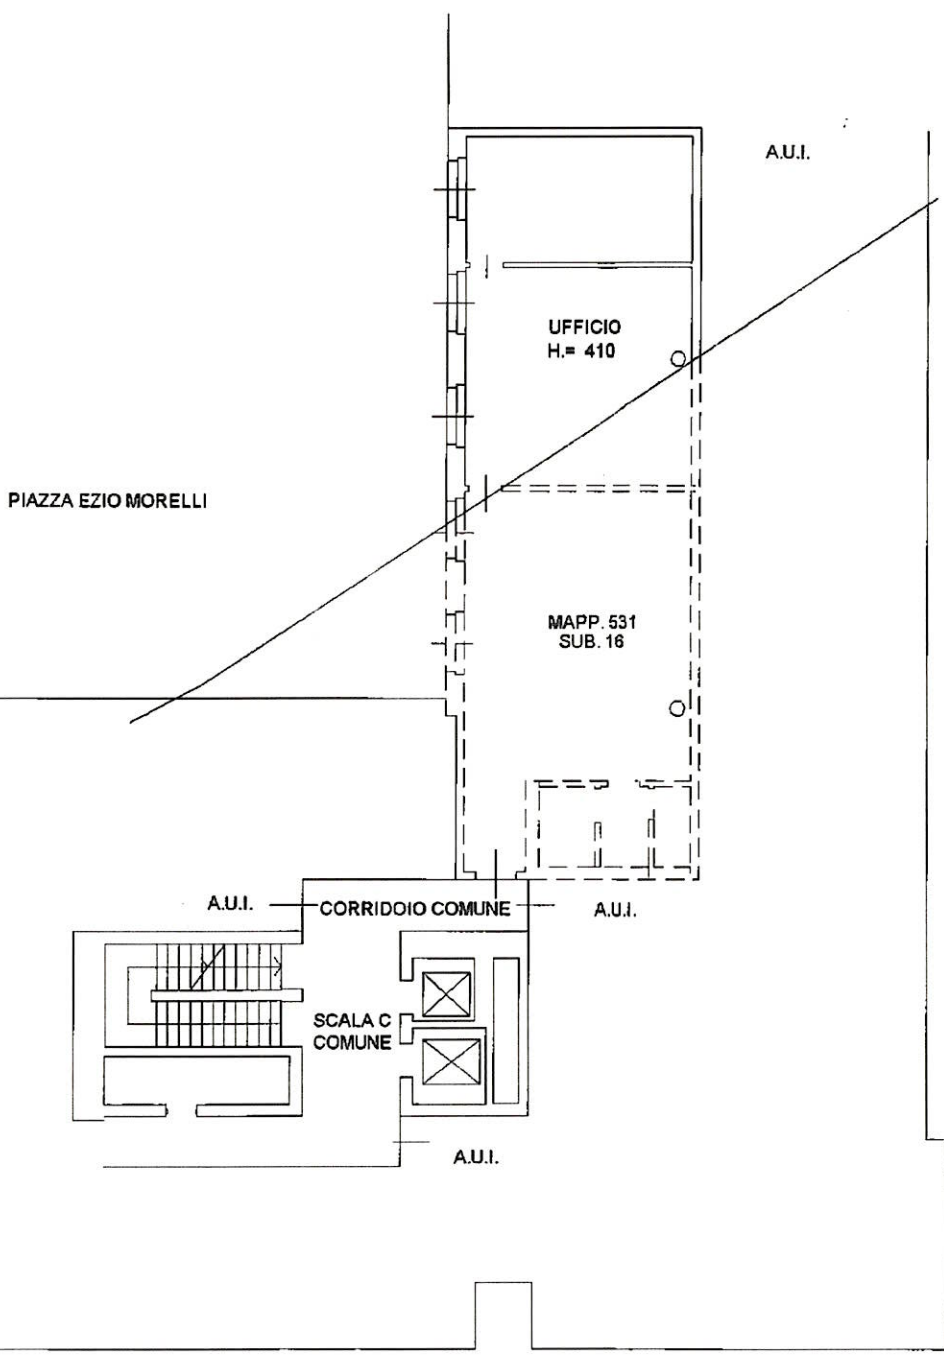 A.U.I.
UFFICIO
H.= 410
PIAZZA EZIO MORELLI
MAPP. 531
SUB. 16
A.U.I.
CORRIDOIO COMUNE
A.U.I.
SCALA C
COMUNE
A.U.I.